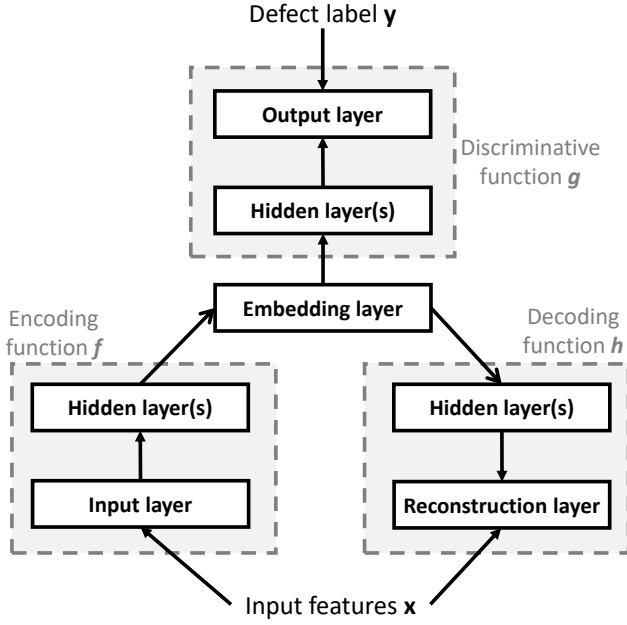 Defect label y
Output layer
Discriminative
function g
Hidden layer(s)
Embedding layer
Encoding
function f
Decoding
function h
Hidden layer(s)
Hidden layer(s)
Input layer
Reconstruction layer
Input features x